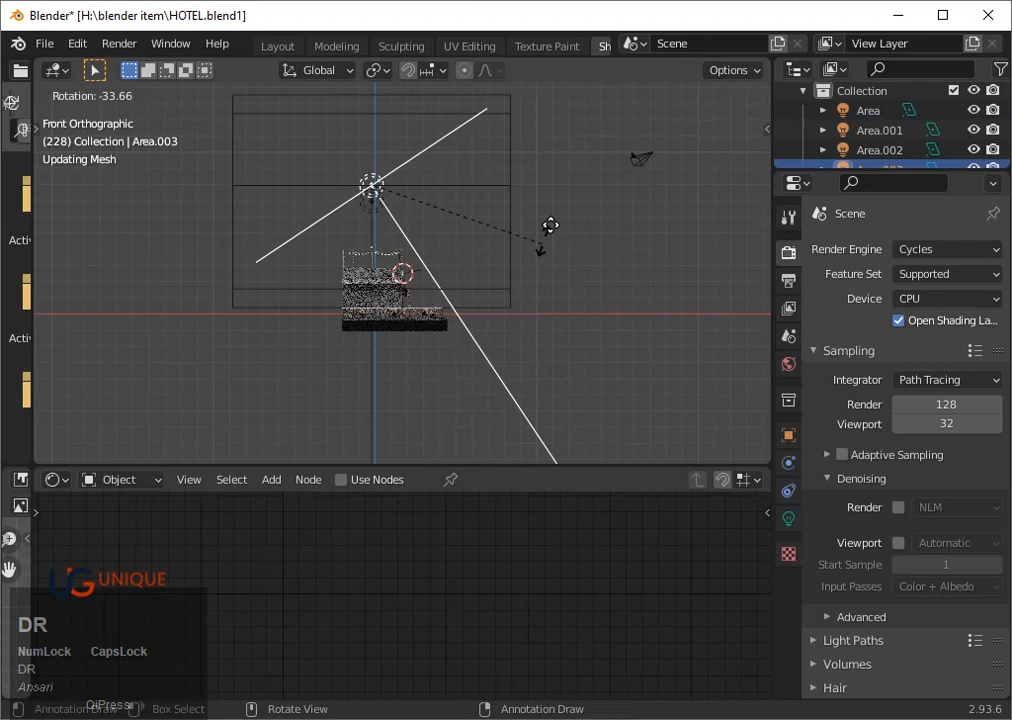 Blender* [H:\blender item\HOTEL.blend1]
File Edit Render Window Help Layout Modeling Sculpting UV Editing Texture Paint Sh Scene View Layer
Global Options
Rotation: -33.66
Front Orthographic
(228) Collection | Area.003
Updating Mesh
Collection
Area
Area.001
Area.002
Scene
Activ
Activ
Render Engine Cycles
Feature Set Supported
Device CPU
Open Shading La...
Sampling
Integrator Path Tracing
Render 128
Viewport 32
Adaptive Sampling
Denoising
Render NLM
Viewport Automatic
Start Sample 1
Input Passes Color + Albedo
Advanced
Light Paths
Volumes
Hair
Object View Select Add Node Use Nodes
UG UNIQUE
DR
NumLock CapsLock
DR
Ansari
QiPress
Annotation Draw Box Select Rotate View Annotation Draw 2.93.6